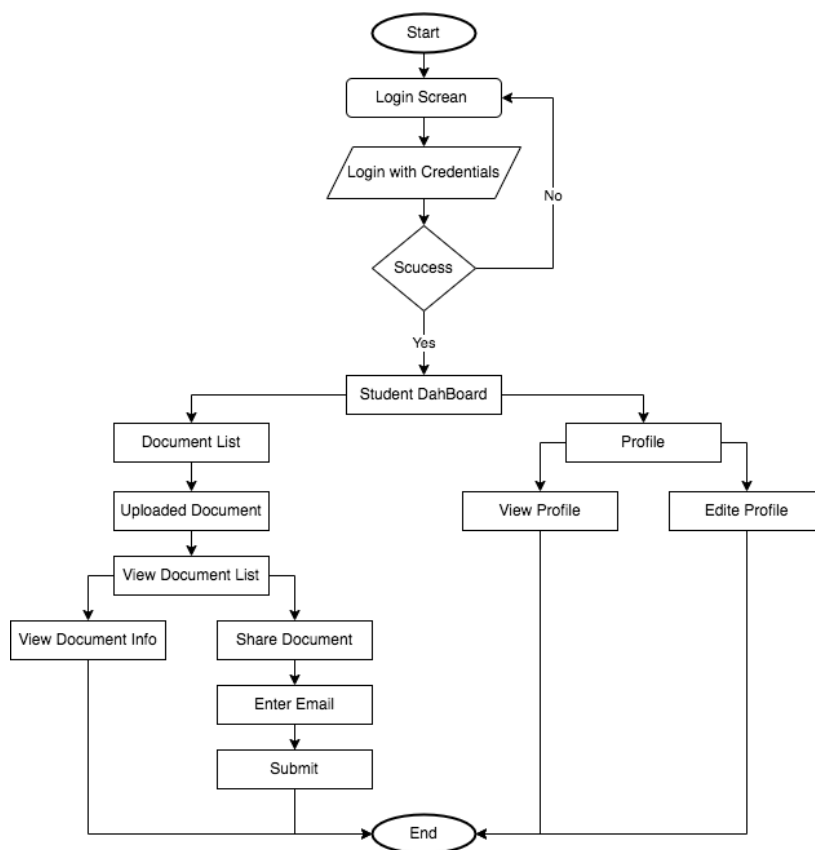 Start
Login Screan
Login with Credentials
No
Scucess
Yes
Student DahBoard
Document List
Profile
Uploaded Document
View Profile
Edite Profile
View Document List
View Document Info
Share Document
Enter Email
Submit
End